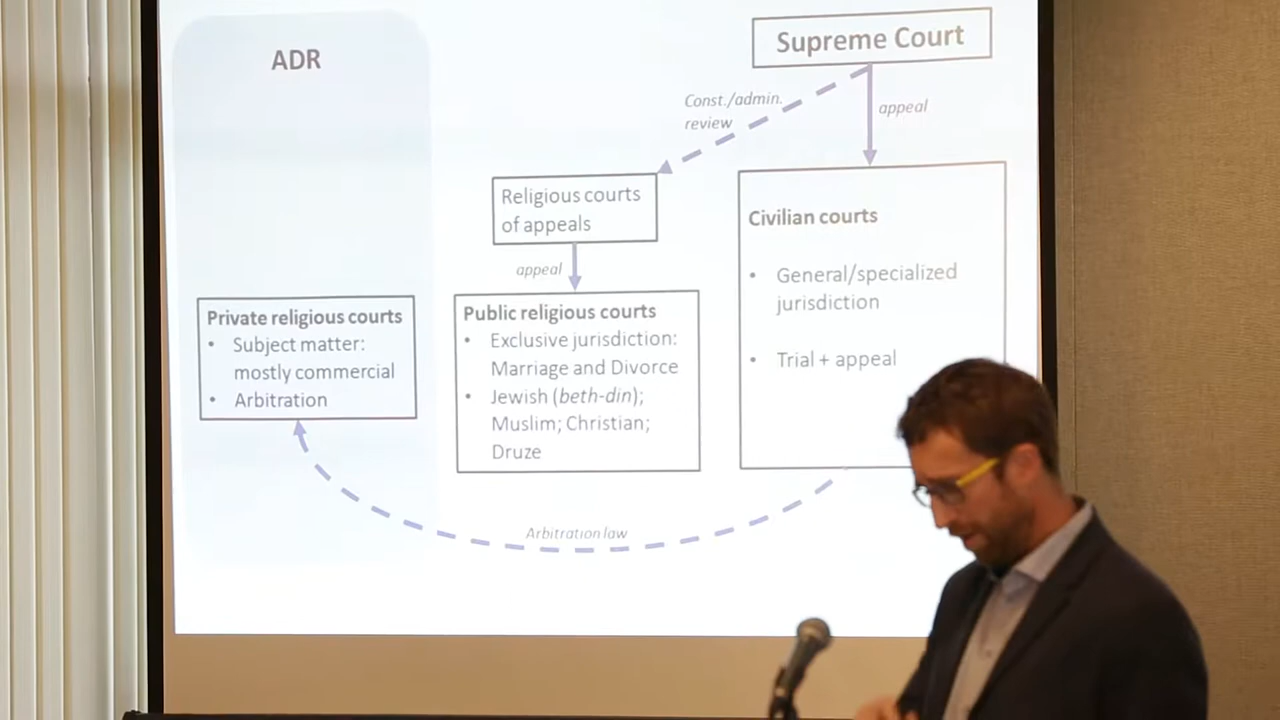 ADR
Supreme Court
Const./admin.
review
appeal
Religious courts
of appeals
appeal
Civilian courts
• General/specialized
jurisdiction
• Trial + appeal
Private religious courts
• Subject matter:
mostly commercial
• Arbitration
Public religious courts
• Exclusive jurisdiction:
Marriage and Divorce
• Jewish (beth-din);
Muslim; Christian;
Druze
Arbitration law